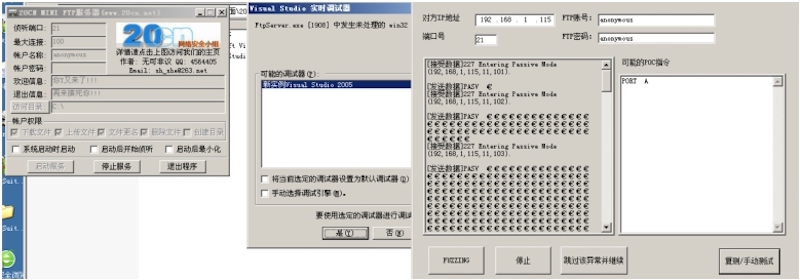 20CN MINI FTP服务器(www.20cn.net)
侦听端口: 21
最大连接: 100
帐户名称: anonymous
帐户密码:
欢迎信息: 你又来了!!!
退出信息:
访问目录: C:\
20cn
网络安全小组
详情请点击上图访问我们的主页
作者: 无可非议 QQ: 4564405
帐户权限
下载文件 上传文件 文件更名 删除文件 创建目录
系统启动时启动 启动后开始侦听 启动后最小化
启动服务 停止服务 退出程序
Visual Studio 实时调试器
FtpServer.exe [1908] 中发生未处理的 win32
可能的调试器(P):
新实例Visual Studio 2005
将当前选定的调试器设置为默认调试器(D)
手动选择调试引擎(M)。
要使用选定的调试器进行调试
是(Y) 否(N)
对方IP地址 192 .168 . 1 .115 FTP账号: anonymous
端口号 21 FTP密码: anonymous
可能的POC指令
[接受数据]227 Entering Passive Mode
(192,168,1,115,11,101).
[发送数据]PASV €
[接受数据]227 Entering Passive Mode
(192,168,1,115,11,102).
[发送数据]PASV
[接受数据]227 Entering Passive Mode
(192,168,1,115,11,103).
[发送数据]PASV
PORT A
FUZZING 停止 跳过该异常并继续 复测/手动测试